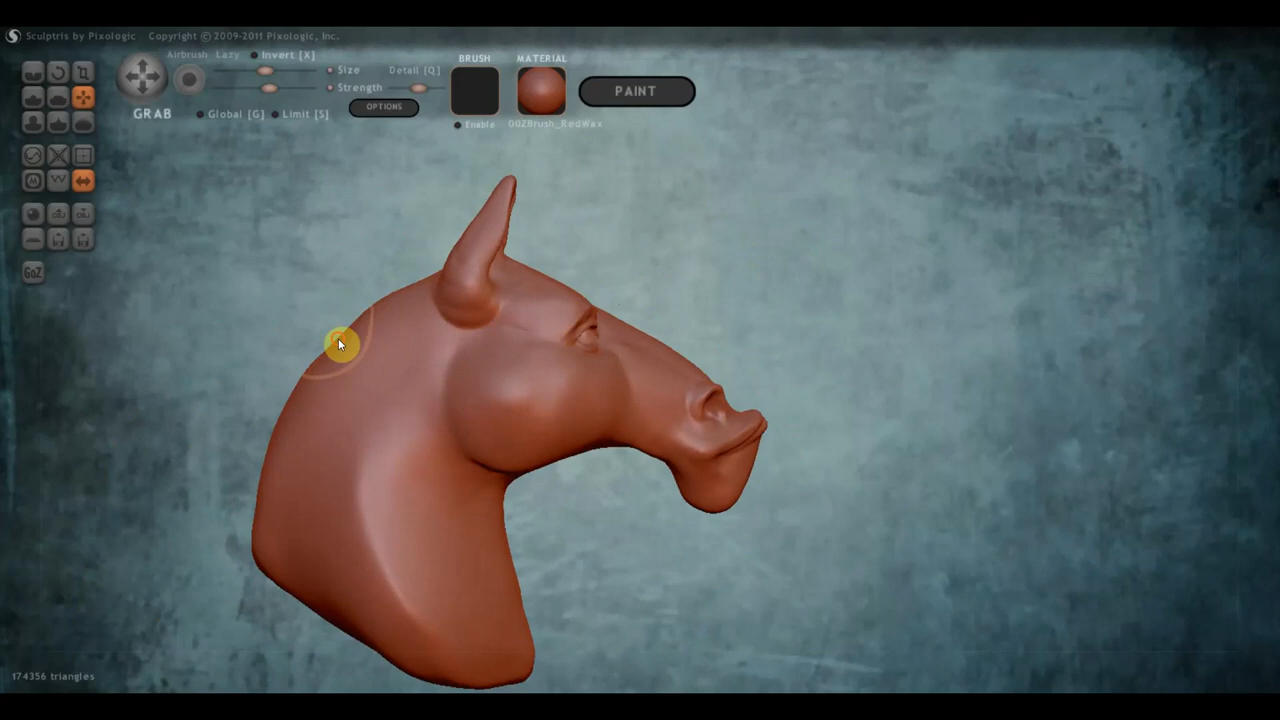 Sculptris by Pixologic Copyright © 2009-2011 Pixologic, Inc.
Airbrush Lazy Invert [X]
Size Detail [Q]
Strength
GRAB Global [G] Limit [S]
OPTIONS
BRUSH
Enable
MATERIAL
00ZBrush_RedWax
PAINT
GoZ
174356 triangles